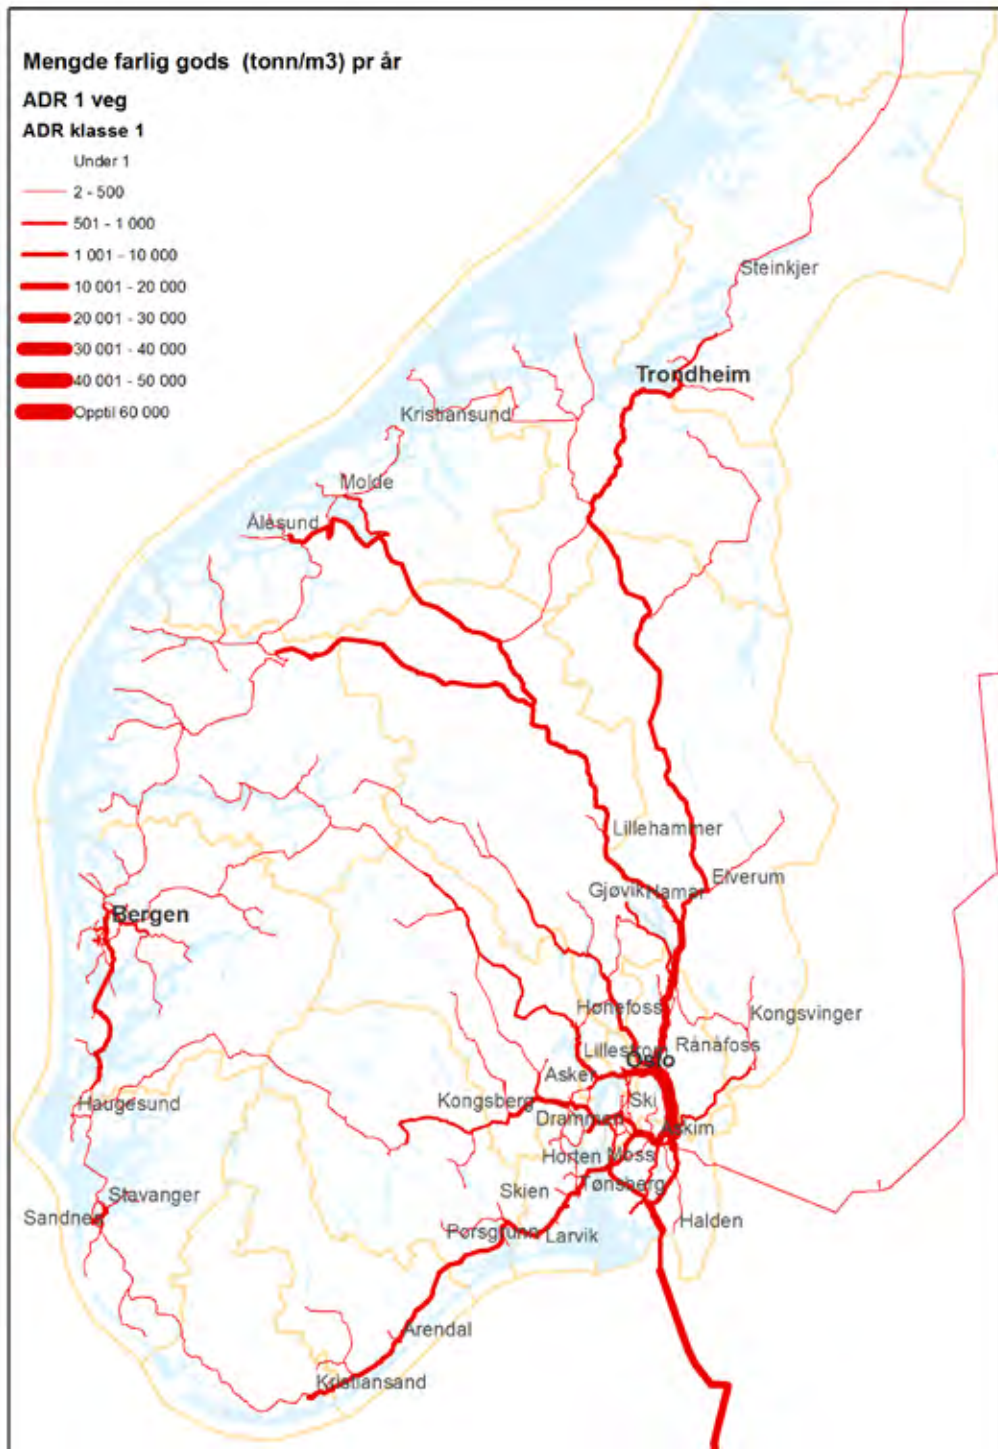 Mengde farlig gods (tonn/m3) pr år
ADR 1 veg
ADR klasse 1
Under 1
2 - 500
501 - 1 000
1 001 - 10 000
10 001 - 20 000
20 001 - 30 000
30 001 - 40 000
40 001 - 50 000
Opptil 60 000
Steinkjer
Trondheim
Kristiansund
Molde
Ålesund
Lillehammer
Elverum
Gjøvik
Hamar
Bergen
Hønefoss
Kongsvinger
Lillestrøm
Rånåfoss
Oslo
Asker
Kongsberg
Ski
Haugesund
Drammen
Askim
Horten
Moss
Skien
Tønsberg
Stavanger
Sandnes
Halden
Porsgrunn
Larvik
Arendal
Kristiansand